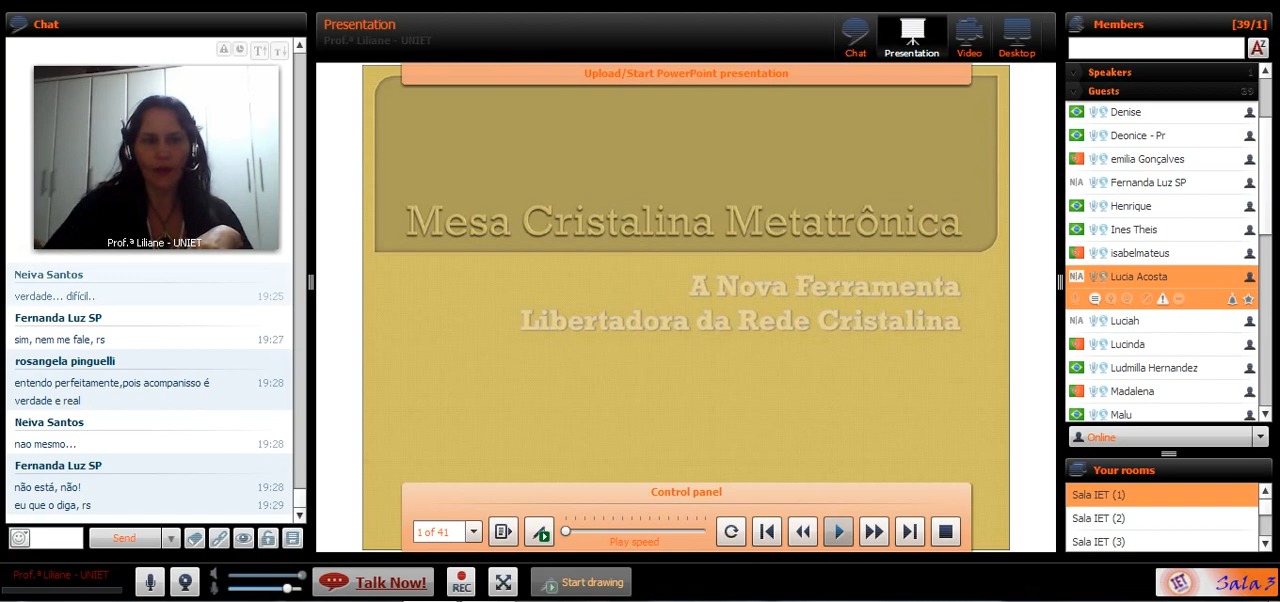 Chat
Prof.ª Liliane - UNIET
Neiva Santos
verdade... difícil.. 19:25
Fernanda Luz SP
sim, nem me fale, rs 19:27
rosangela pinguelli
entendo perfeitamente,pois acompanisso é 19:28
verdade e real
Neiva Santos
nao mesmo... 19:28
Fernanda Luz SP
não está, não! 19:28
eu que o diga, rs 19:29
Send
Presentation
Prof.ª Liliane - UNIET
Chat Presentation Video Desktop
Upload/Start PowerPoint presentation
Mesa Cristalina Metatrônica
A Nova Ferramenta
Libertadora da Rede Cristalina
Control panel
1 of 41
Play speed
Members [39/1]
Speakers 1
Guests 39
Denise
Deonice - Pr
emilia Gonçalves
N|A Fernanda Luz SP
Henrique
Ines Theis
isabelmateus
N|A Lucia Acosta
N|A Luciah
Lucinda
Ludmilla Hernandez
Madalena
Malu
Online
Your rooms
Sala IET (1)
Sala IET (2)
Sala IET (3)
Prof.ª Liliane - UNIET
Talk Now!
REC
Start drawing
IET Sala 3